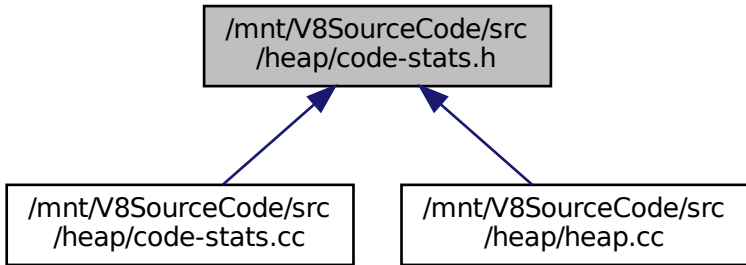 /mnt/V8SourceCode/src
/heap/code-stats.h
/mnt/V8SourceCode/src
/heap/code-stats.cc
/mnt/V8SourceCode/src
/heap/heap.cc